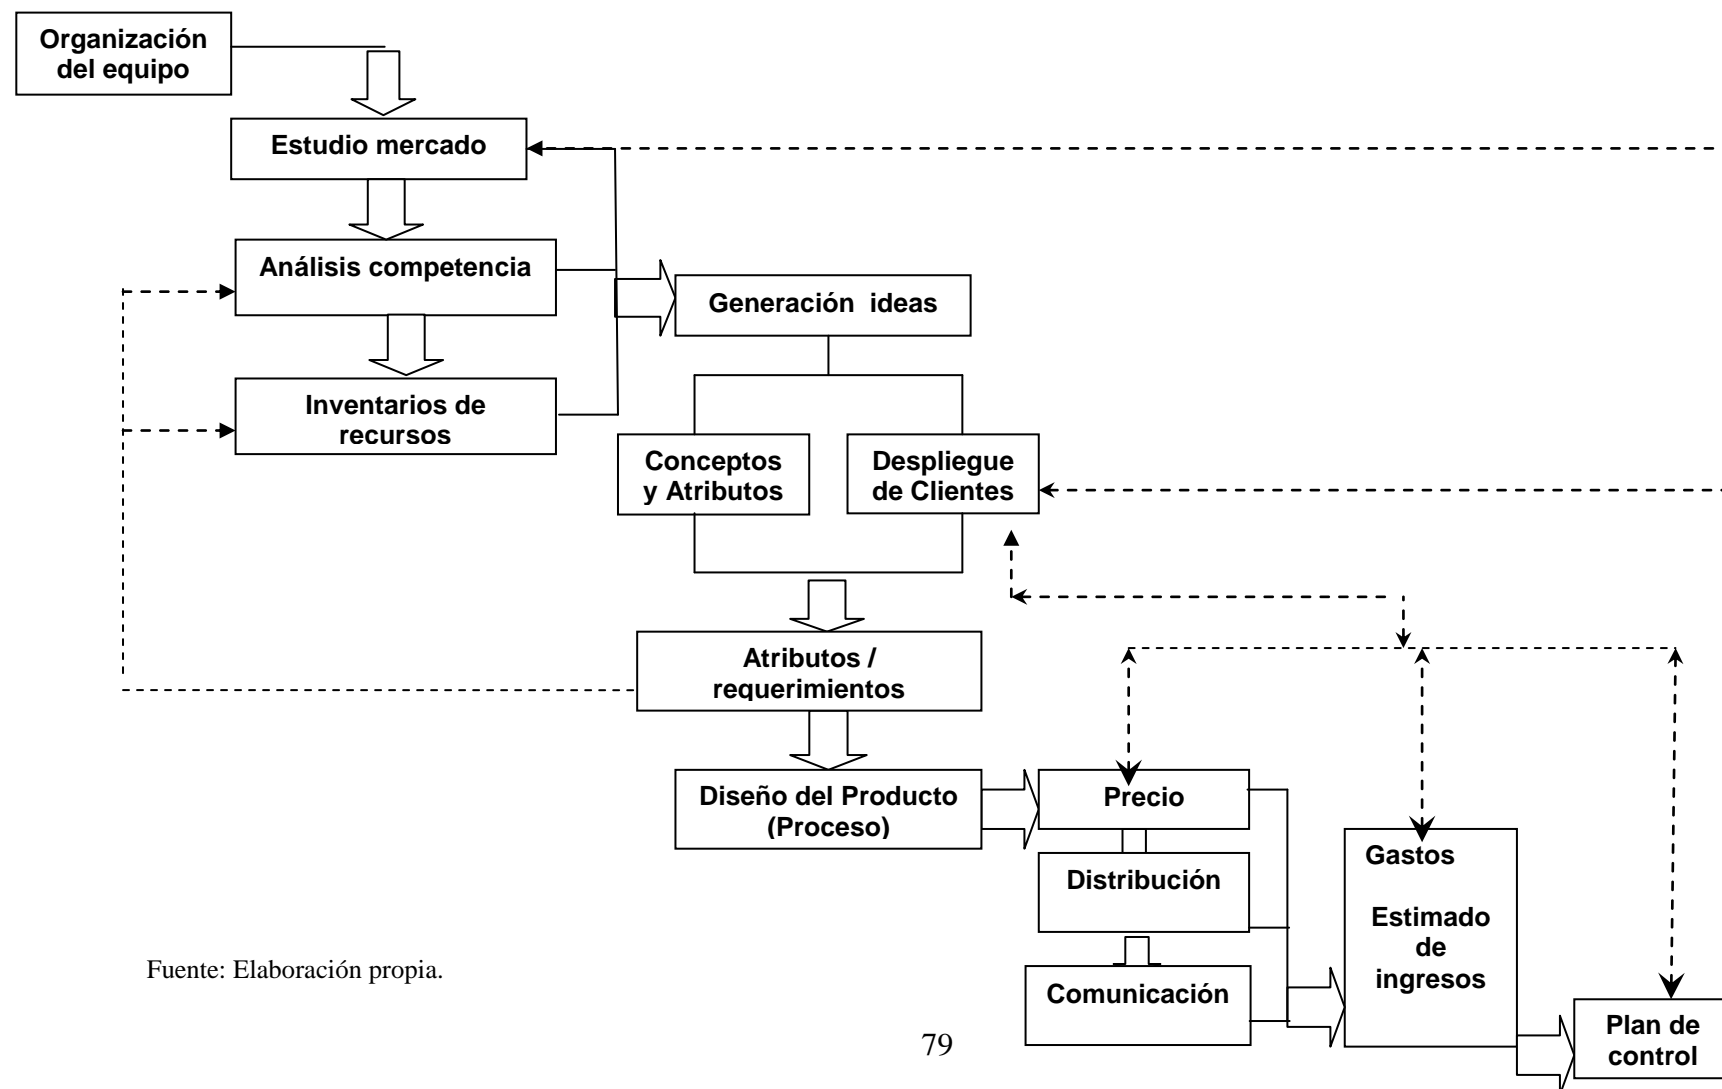 Organización
del equipo
Estudio mercado
Análisis competencia
Inventarios de
recursos
Generación  ideas
Conceptos
y Atributos
Despliegue
de Clientes
Atributos /
requerimientos
Diseño del Producto
(Proceso)
Precio
Distribución
Comunicación
Gastos
Estimado
de
ingresos
Plan de
control
Fuente: Elaboración propia.
79